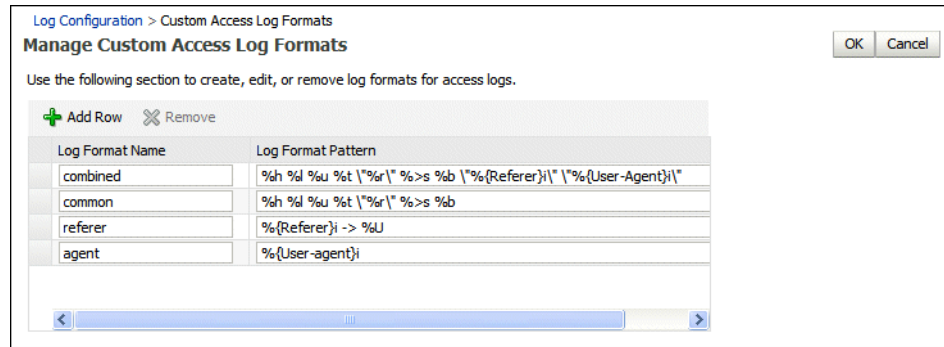 Log Configuration > Custom Access Log Formats
Manage Custom Access Log Formats
OK Cancel
Use the following section to create, edit, or remove log formats for access logs.
Add Row Remove
Log Format Name Log Format Pattern
combined %h %l %u %t \"%r\" %>s %b \"%{Referer}i\" \"%{User-Agent}i\"
common %h %l %u %t \"%r\" %>s %b
referer %{Referer}i -> %U
agent %{User-agent}i